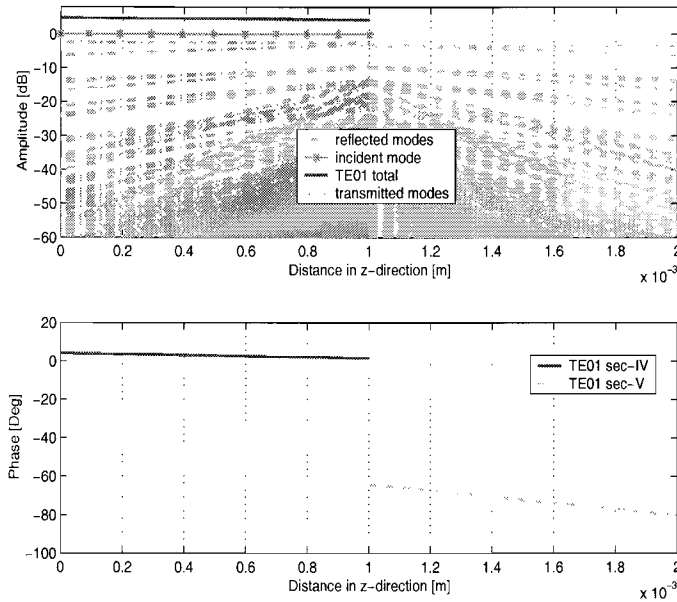 0
−10
−20
−30
−40
−50
−60
Amplitude [dB]
reflected modes
incident mode
TE01 total
transmitted modes
0 0.2 0.4 0.6 0.8 1 1.2 1.4 1.6 1.8 2
Distance in z−direction [m]
x 10⁻³
20
0
−20
−40
−60
−80
−100
Phase [Deg]
TE01 sec−IV
TE01 sec−V
0 0.2 0.4 0.6 0.8 1 1.2 1.4 1.6 1.8 2
Distance in z−direction [m]
x 10⁻³